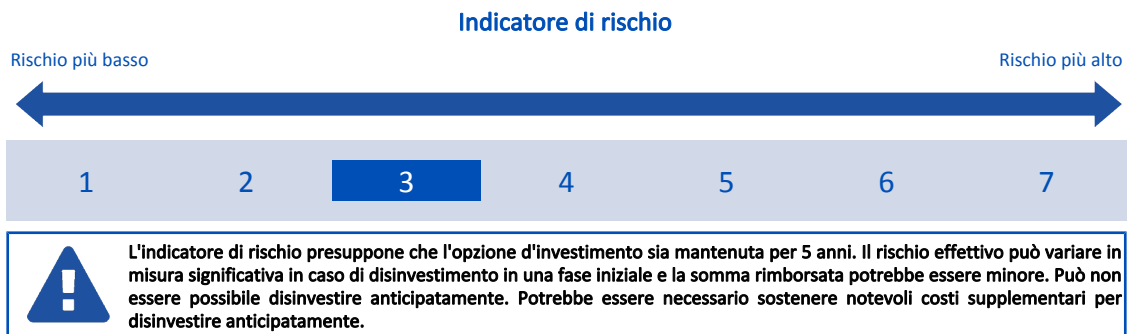 Indicatore di rischio
Rischio più basso
Rischio più alto
1 2 3 4 5 6 7
L'indicatore di rischio presuppone che l'opzione d'investimento sia mantenuta per 5 anni. Il rischio effettivo può variare in
misura significativa in caso di disinvestimento in una fase iniziale e la somma rimborsata potrebbe essere minore. Può non
essere possibile disinvestire anticipatamente. Potrebbe essere necessario sostenere notevoli costi supplementari per
disinvestire anticipatamente.